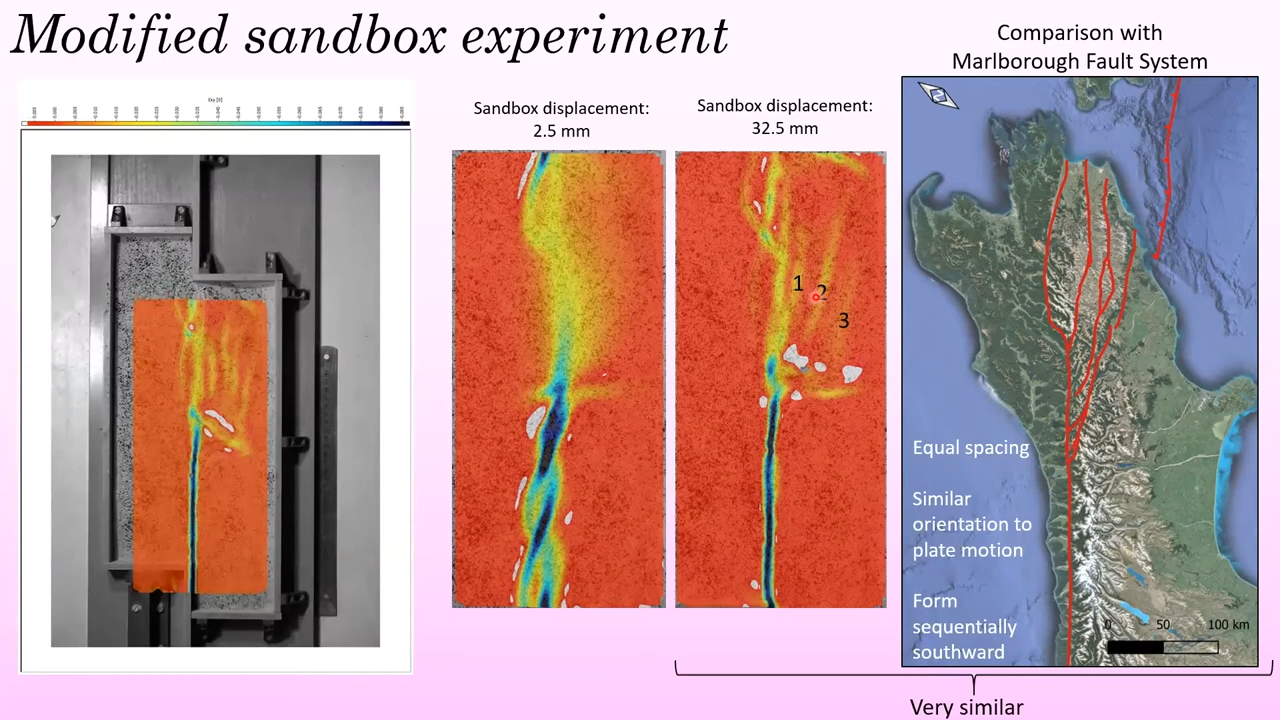 Modified sandbox experiment
Comparison with
Marlborough Fault System
Sandbox displacement:
2.5 mm
Sandbox displacement:
32.5 mm
1
2
3
Equal spacing
Similar
orientation to
plate motion
Form
sequentially
southward
0 50 100 km
Very similar